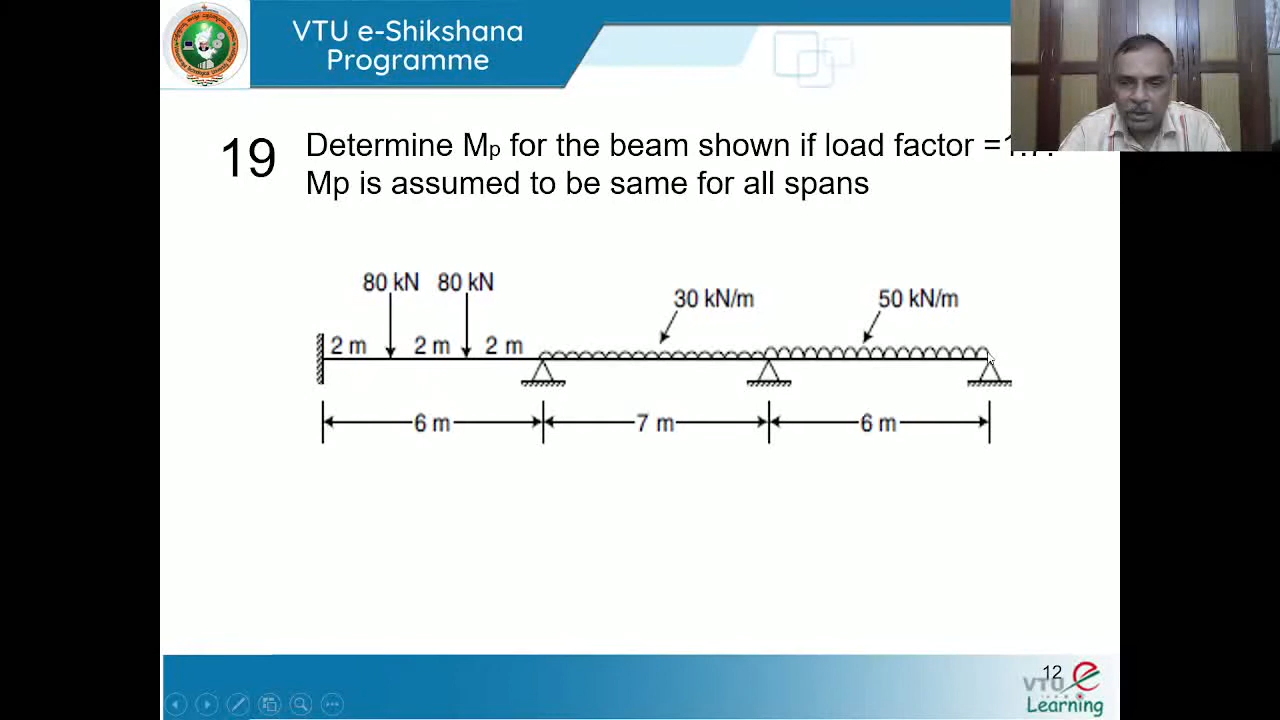 VTU e-Shikshana
Programme
19
Determine Mp for the beam shown if load factor =
Mp is assumed to be same for all spans
80 kN 80 kN
30 kN/m
50 kN/m
2 m 2 m 2 m
6 m 7 m 6 m
12
VTU e
Learning